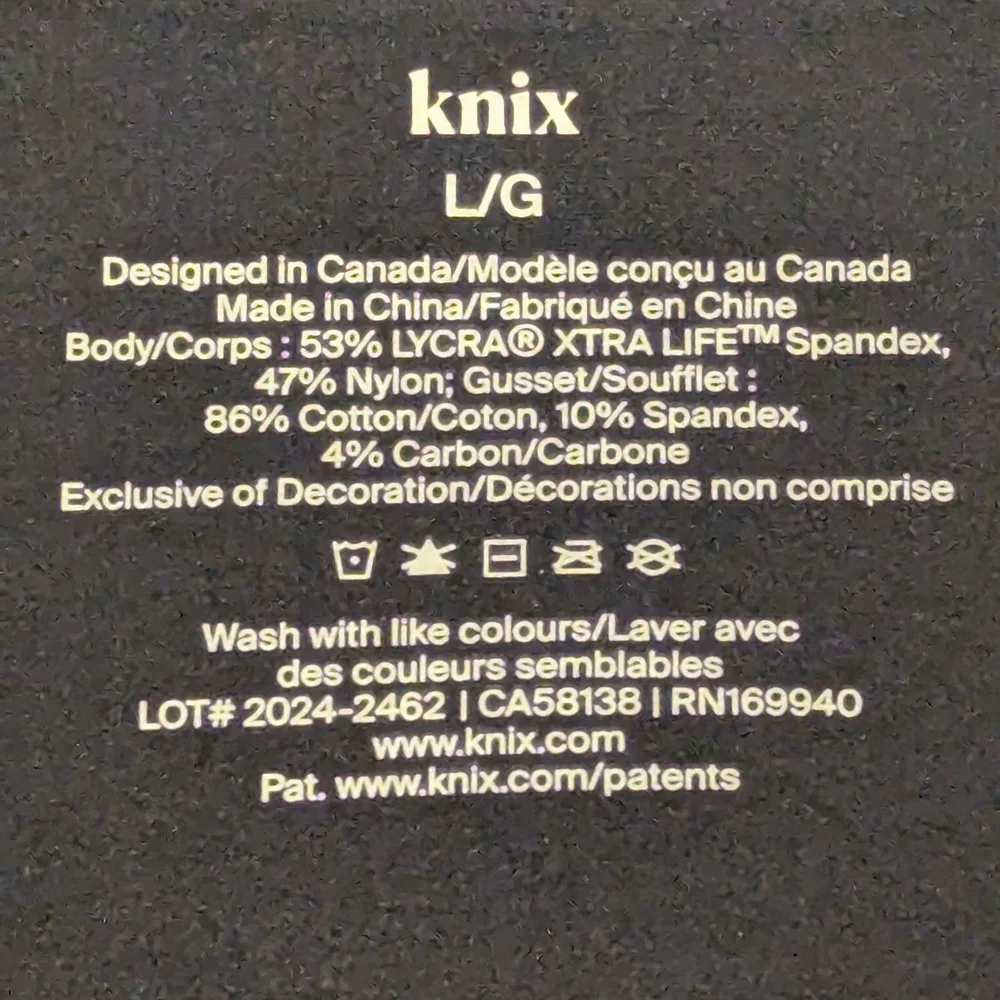 knix
L/G
Designed in Canada/Modèle conçu au Canada
Made in China/Fabriqué en Chine
Body/Corps : 53% LYCRA® XTRA LIFE™ Spandex,
47% Nylon; Gusset/Soufflet :
86% Cotton/Coton, 10% Spandex,
4% Carbon/Carbone
Exclusive of Decoration/Décorations non comprise
Wash with like colours/Laver avec
des couleurs semblables
LOT# 2024-2462 | CA58138 | RN169940
www.knix.com
Pat. www.knix.com/patents